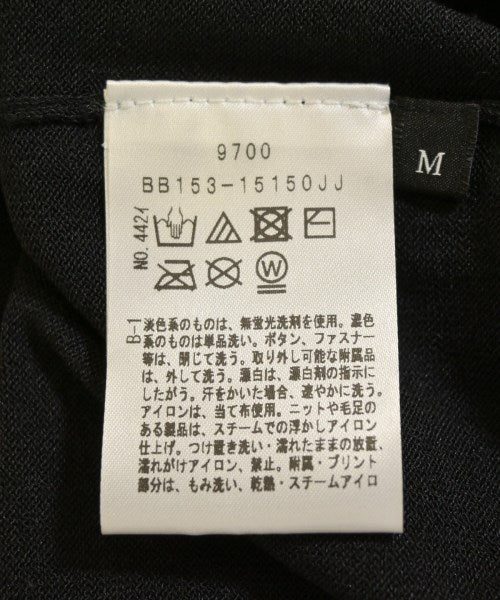 9700
BB153-15150JJ
M
NO.442イ
W
B-1
淡色系のものは、無蛍光洗剤を使用。濃色
系のものは単品洗い。ボタン、ファスナー
等は、閉じて洗う。取り外し可能な附属品
は、外して洗う。漂白は、漂白剤の指示に
したがう。汗をかいた場合、速やかに洗う。
アイロンは、当て布使用。ニットや毛足の
ある製品は、スチームでの浮かしアイロン
仕上げ。つけ置き洗い・濡れたままの放置、
濡れがけアイロン、禁止。附属・プリント
部分は、もみ洗い、乾熱・スチームアイロ